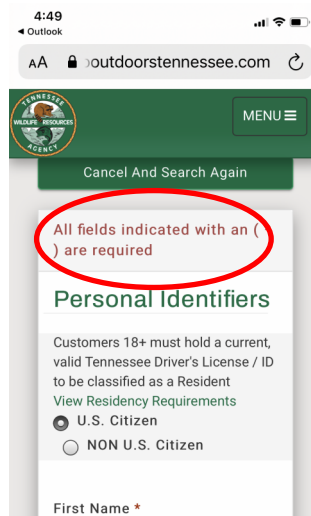 4:49
◀ Outlook
AA outdoorstennessee.com
TENNESSEE
WILDLIFE RESOURCES
AGENCY
MENU
Cancel And Search Again
All fields indicated with an (
) are required
Personal Identifiers
Customers 18+ must hold a current,
valid Tennessee Driver's License / ID
to be classified as a Resident
View Residency Requirements
U.S. Citizen
NON U.S. Citizen
First Name *